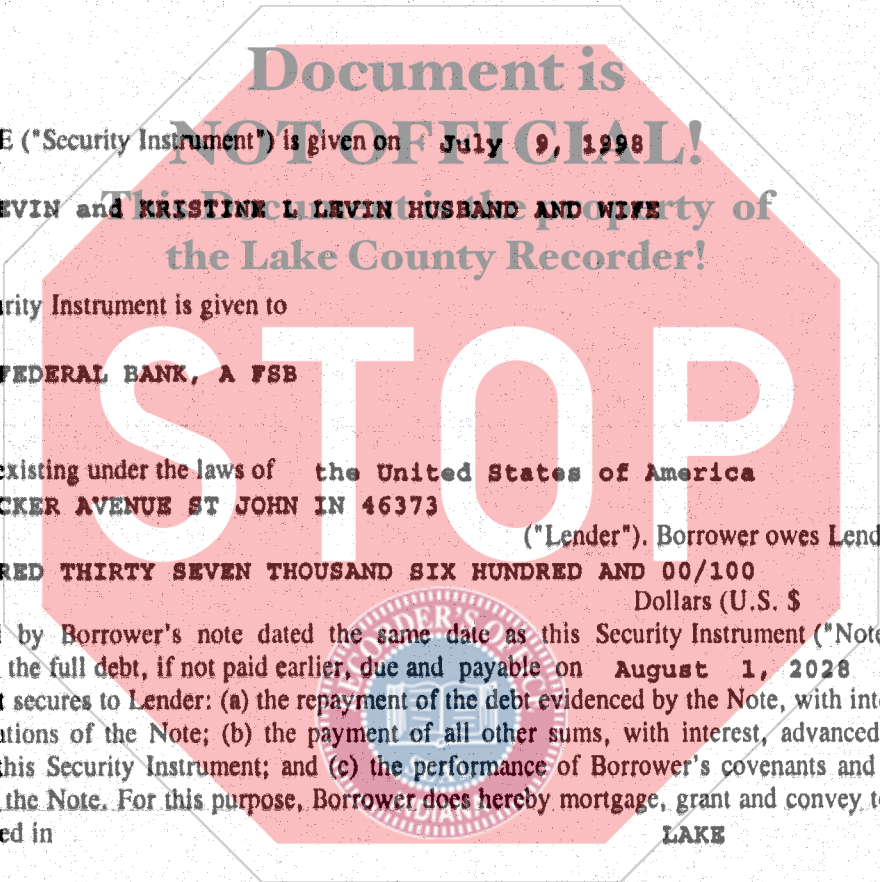 Document is
NOT OFFICIAL!
This Document is the property of
the Lake County Recorder!
STOP
E ("Security Instrument") is given on July 9, 1998
EVIN and KRISTINE L LEVIN HUSBAND AND WIFE
rity Instrument is given to
FEDERAL BANK, A FSB
existing under the laws of the United States of America
CKER AVENUE ST JOHN IN 46373
("Lender"). Borrower owes Lend
RED THIRTY SEVEN THOUSAND SIX HUNDRED AND 00/100
Dollars (U.S. $
by Borrower's note dated the same date as this Security Instrument ("Note
the full debt, if not paid earlier, due and payable on August 1, 2028
t secures to Lender: (a) the repayment of the debt evidenced by the Note, with inte
ations of the Note; (b) the payment of all other sums, with interest, advanced
this Security Instrument; and (c) the performance of Borrower's covenants and
the Note. For this purpose, Borrower does hereby mortgage, grant and convey to
ed in LAKE
RECORDER'S OFFIC
SEAL
INDIANA